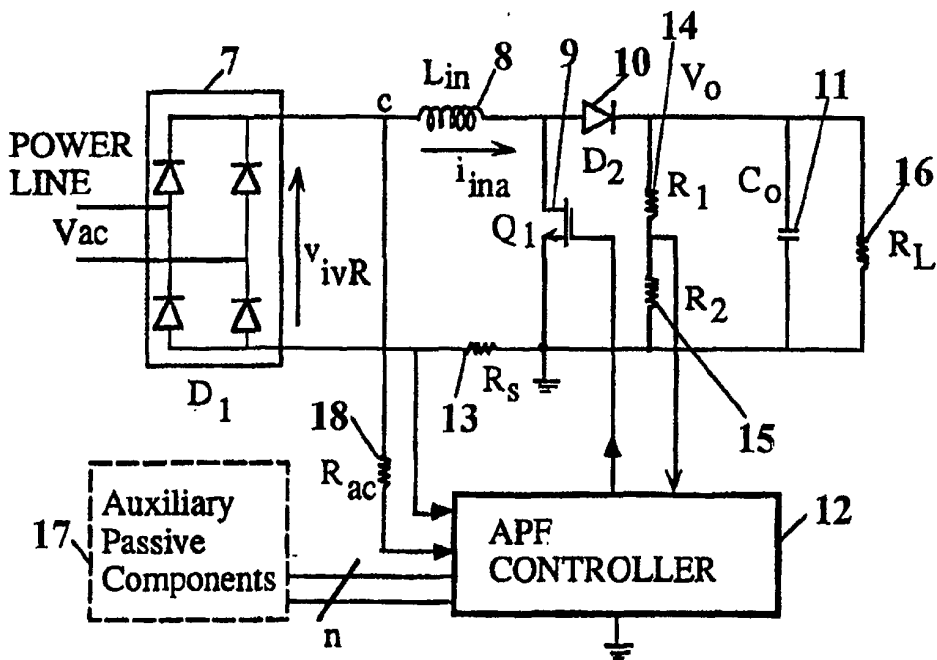 7
8
9
10
14
11
16
c
L_in
V_o
POWER
LINE
Vac
v_ivR
i_ina
D_2
Q_1
R_1
C_o
R_L
R_2
D_1
R_s
13
15
18
R_ac
17
Auxiliary
Passive
Components
n
APF
CONTROLLER
12